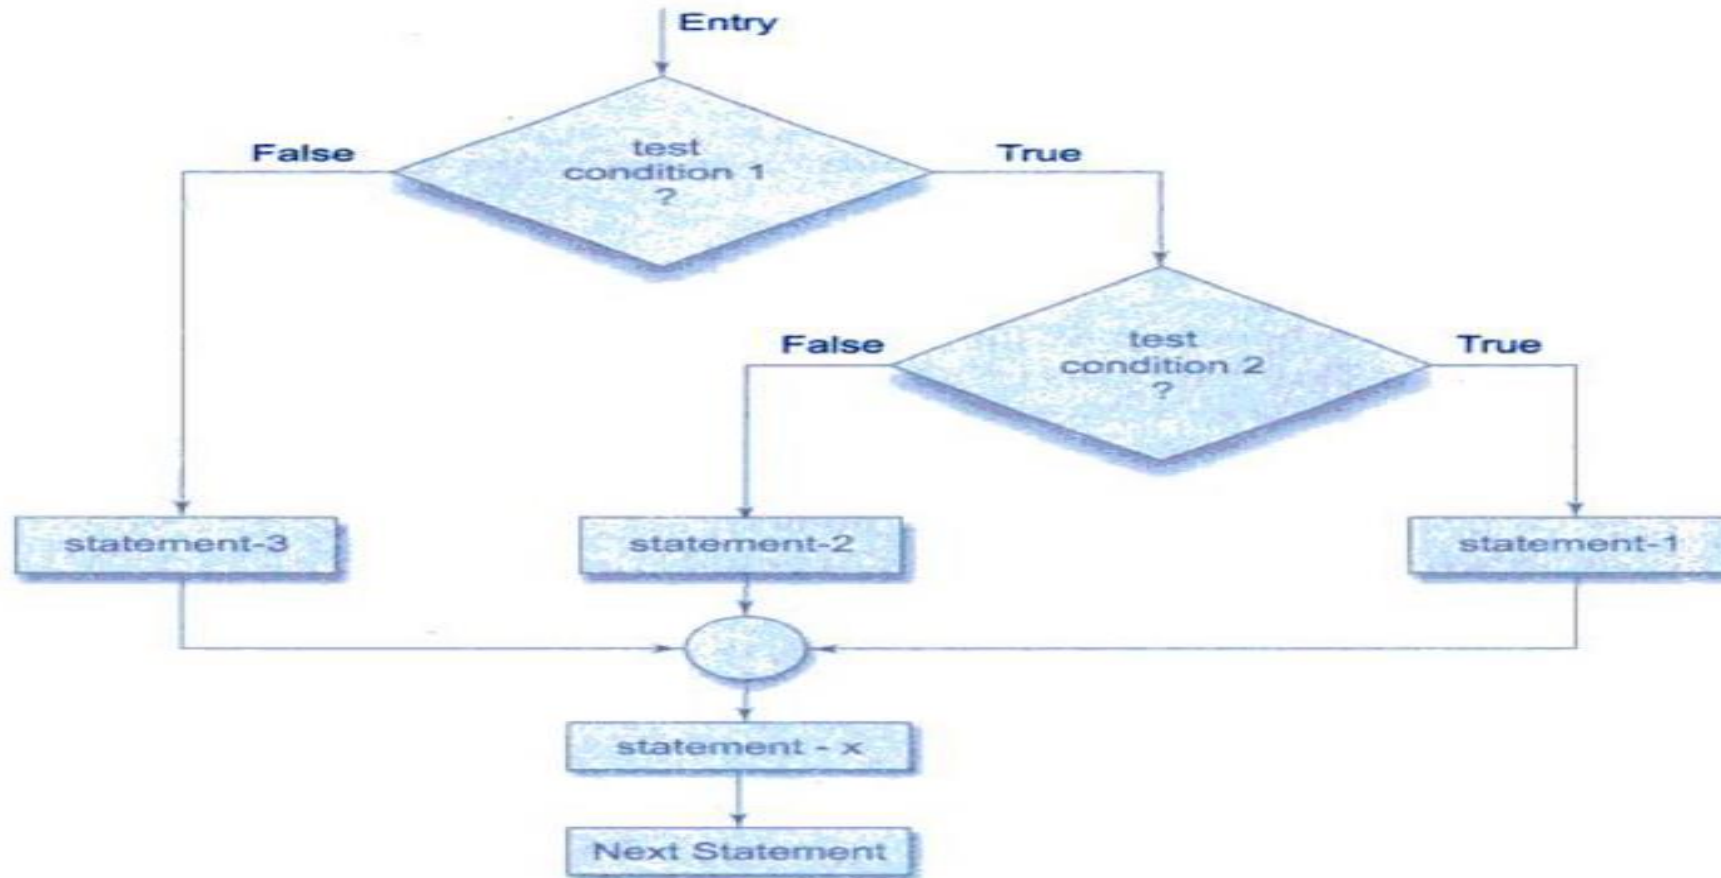 Entry
test
condition 1
?
False
True
test
condition 2
?
False
True
statement-3
statement-2
statement-1
statement - x
Next Statement